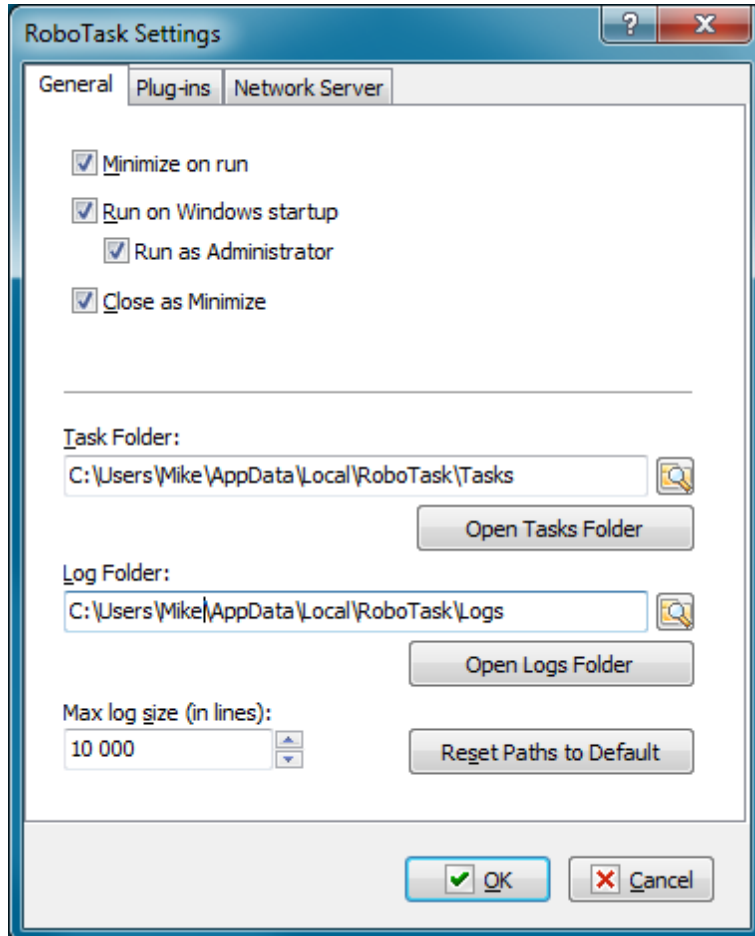 RoboTask Settings
?
General Plug-ins Network Server
Minimize on run
Run on Windows startup
Run as Administrator
Close as Minimize
Task Folder:
C:\Users\Mike\AppData\Local\RoboTask\Tasks
Open Tasks Folder
Log Folder:
C:\Users\Mike\AppData\Local\RoboTask\Logs
Open Logs Folder
Max log size (in lines):
10 000
Reset Paths to Default
OK Cancel